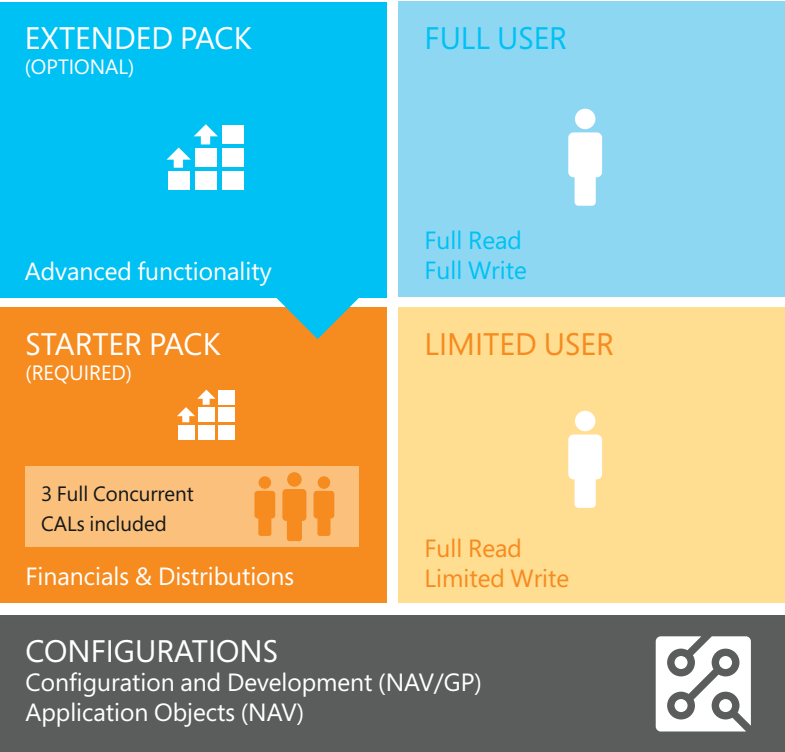 EXTENDED PACK
(OPTIONAL)
Advanced functionality
FULL USER
Full Read
Full Write
STARTER PACK
(REQUIRED)
3 Full Concurrent
CALs included
Financials & Distributions
LIMITED USER
Full Read
Limited Write
CONFIGURATIONS
Configuration and Development (NAV/GP)
Application Objects (NAV)